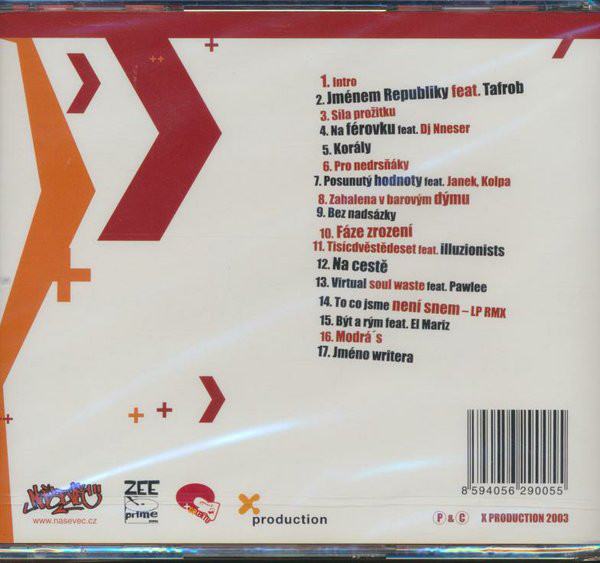 1. Intro
2. Jménem Republiky feat. Tafrob
3. Síla prožitku
4. Na férovku feat. Dj Nneser
5. Korály
6. Pro nedrsňáky
7. Posunutý hodnoty feat. Janek, Kolpa
8. Zahalena v barovým dýmu
9. Bez nadsázky
10. Fáze zrození
11. Tisícdvěstědeset feat. illuzionists
12. Na cestě
13. Virtual soul waste feat. Pawlee
14. To co jsme není snem – LP RMX
15. Být a rým feat. El Mariz
16. Modrá´s
17. Jméno writera
8 594056 290055
www.nasevec.cz
ZEE
prime
X production
P & C X PRODUCTION 2003